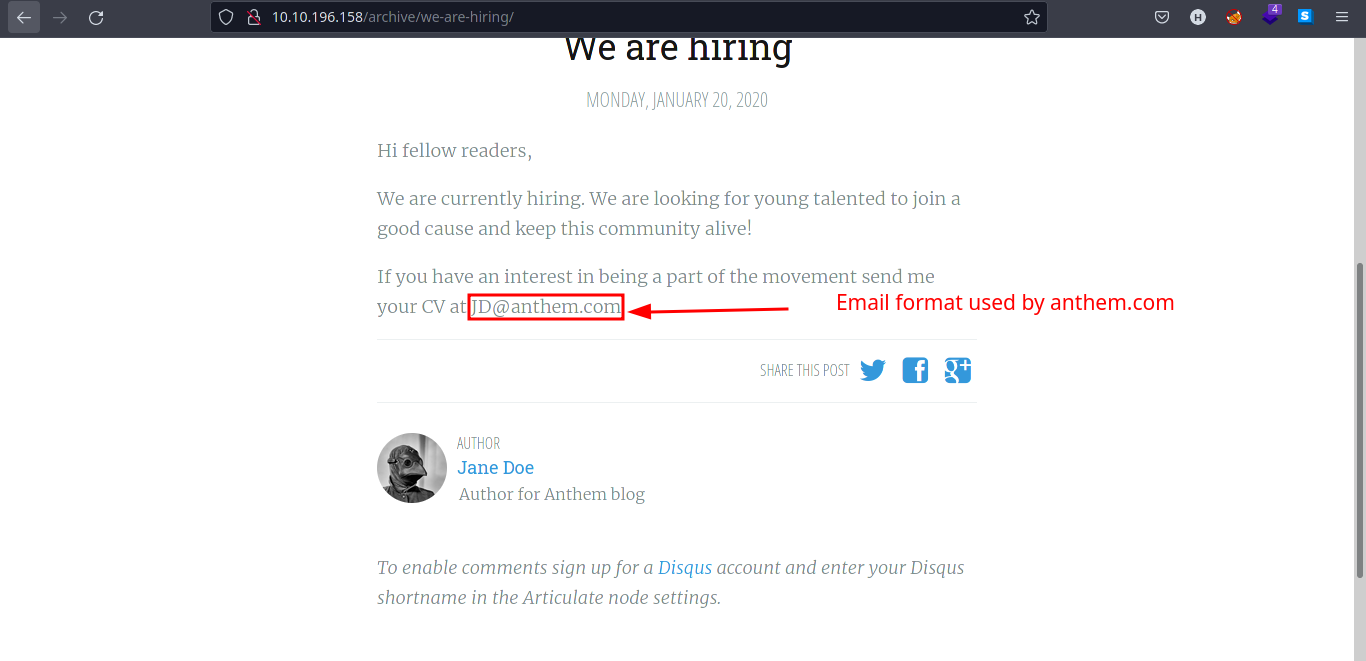 10.10.196.158/archive/we-are-hiring/
H
4
S
We are hiring
MONDAY, JANUARY 20, 2020
Hi fellow readers,
We are currently hiring. We are looking for young talented to join a
good cause and keep this community alive!
If you have an interest in being a part of the movement send me
your CV at JD@anthem.com
Email format used by anthem.com
SHARE THIS POST
AUTHOR
Jane Doe
Author for Anthem blog
To enable comments sign up for a Disqus account and enter your Disqus
shortname in the Articulate node settings.